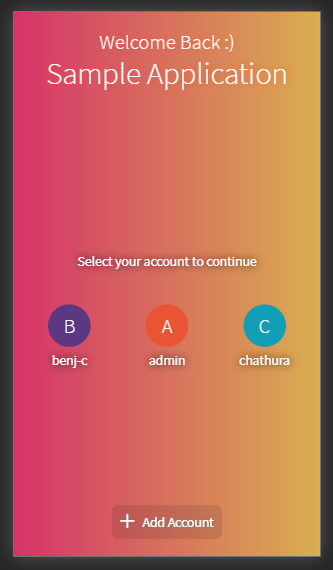 Welcome Back :)
Sample Application
Select your account to continue
B
A
C
benj-c
admin
chathura
+ Add Account